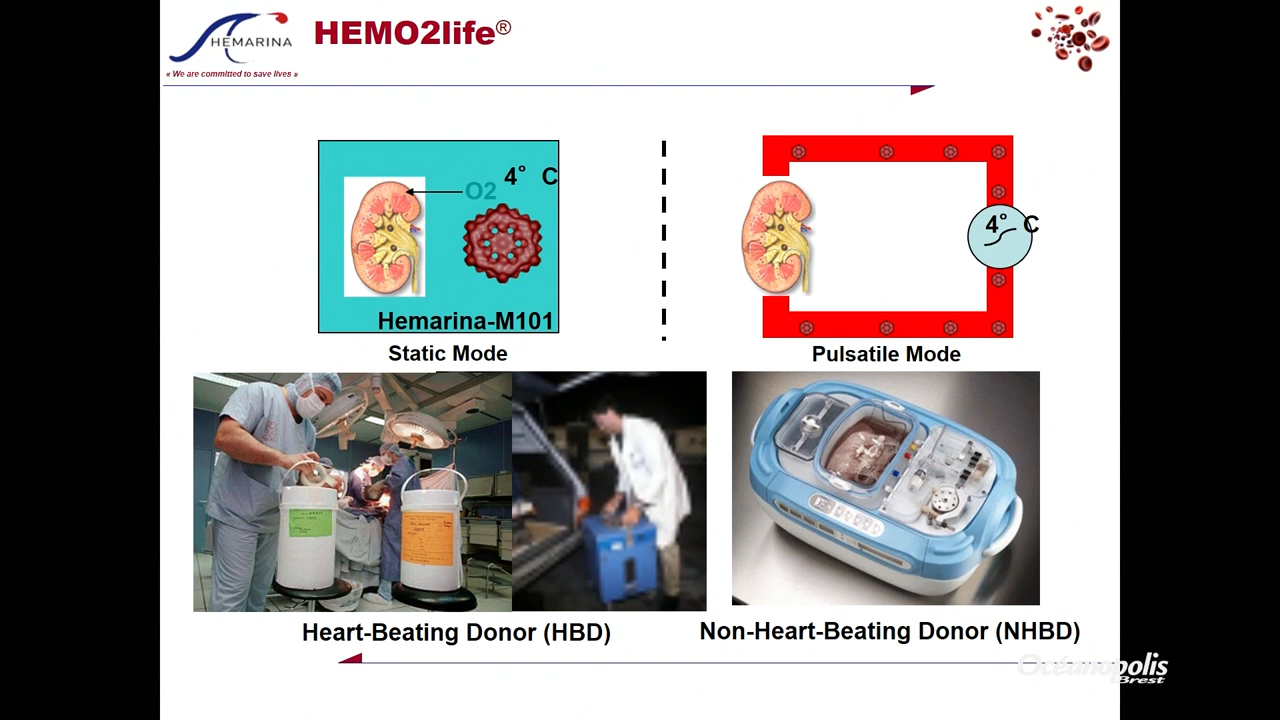 HEMARINA
« We are committed to save lives »
HEMO2life®
4° C
O2
Hemarina-M101
Static Mode
4° C
Pulsatile Mode
Heart-Beating Donor (HBD)
Non-Heart-Beating Donor (NHBD)
Océanopolis
Brest